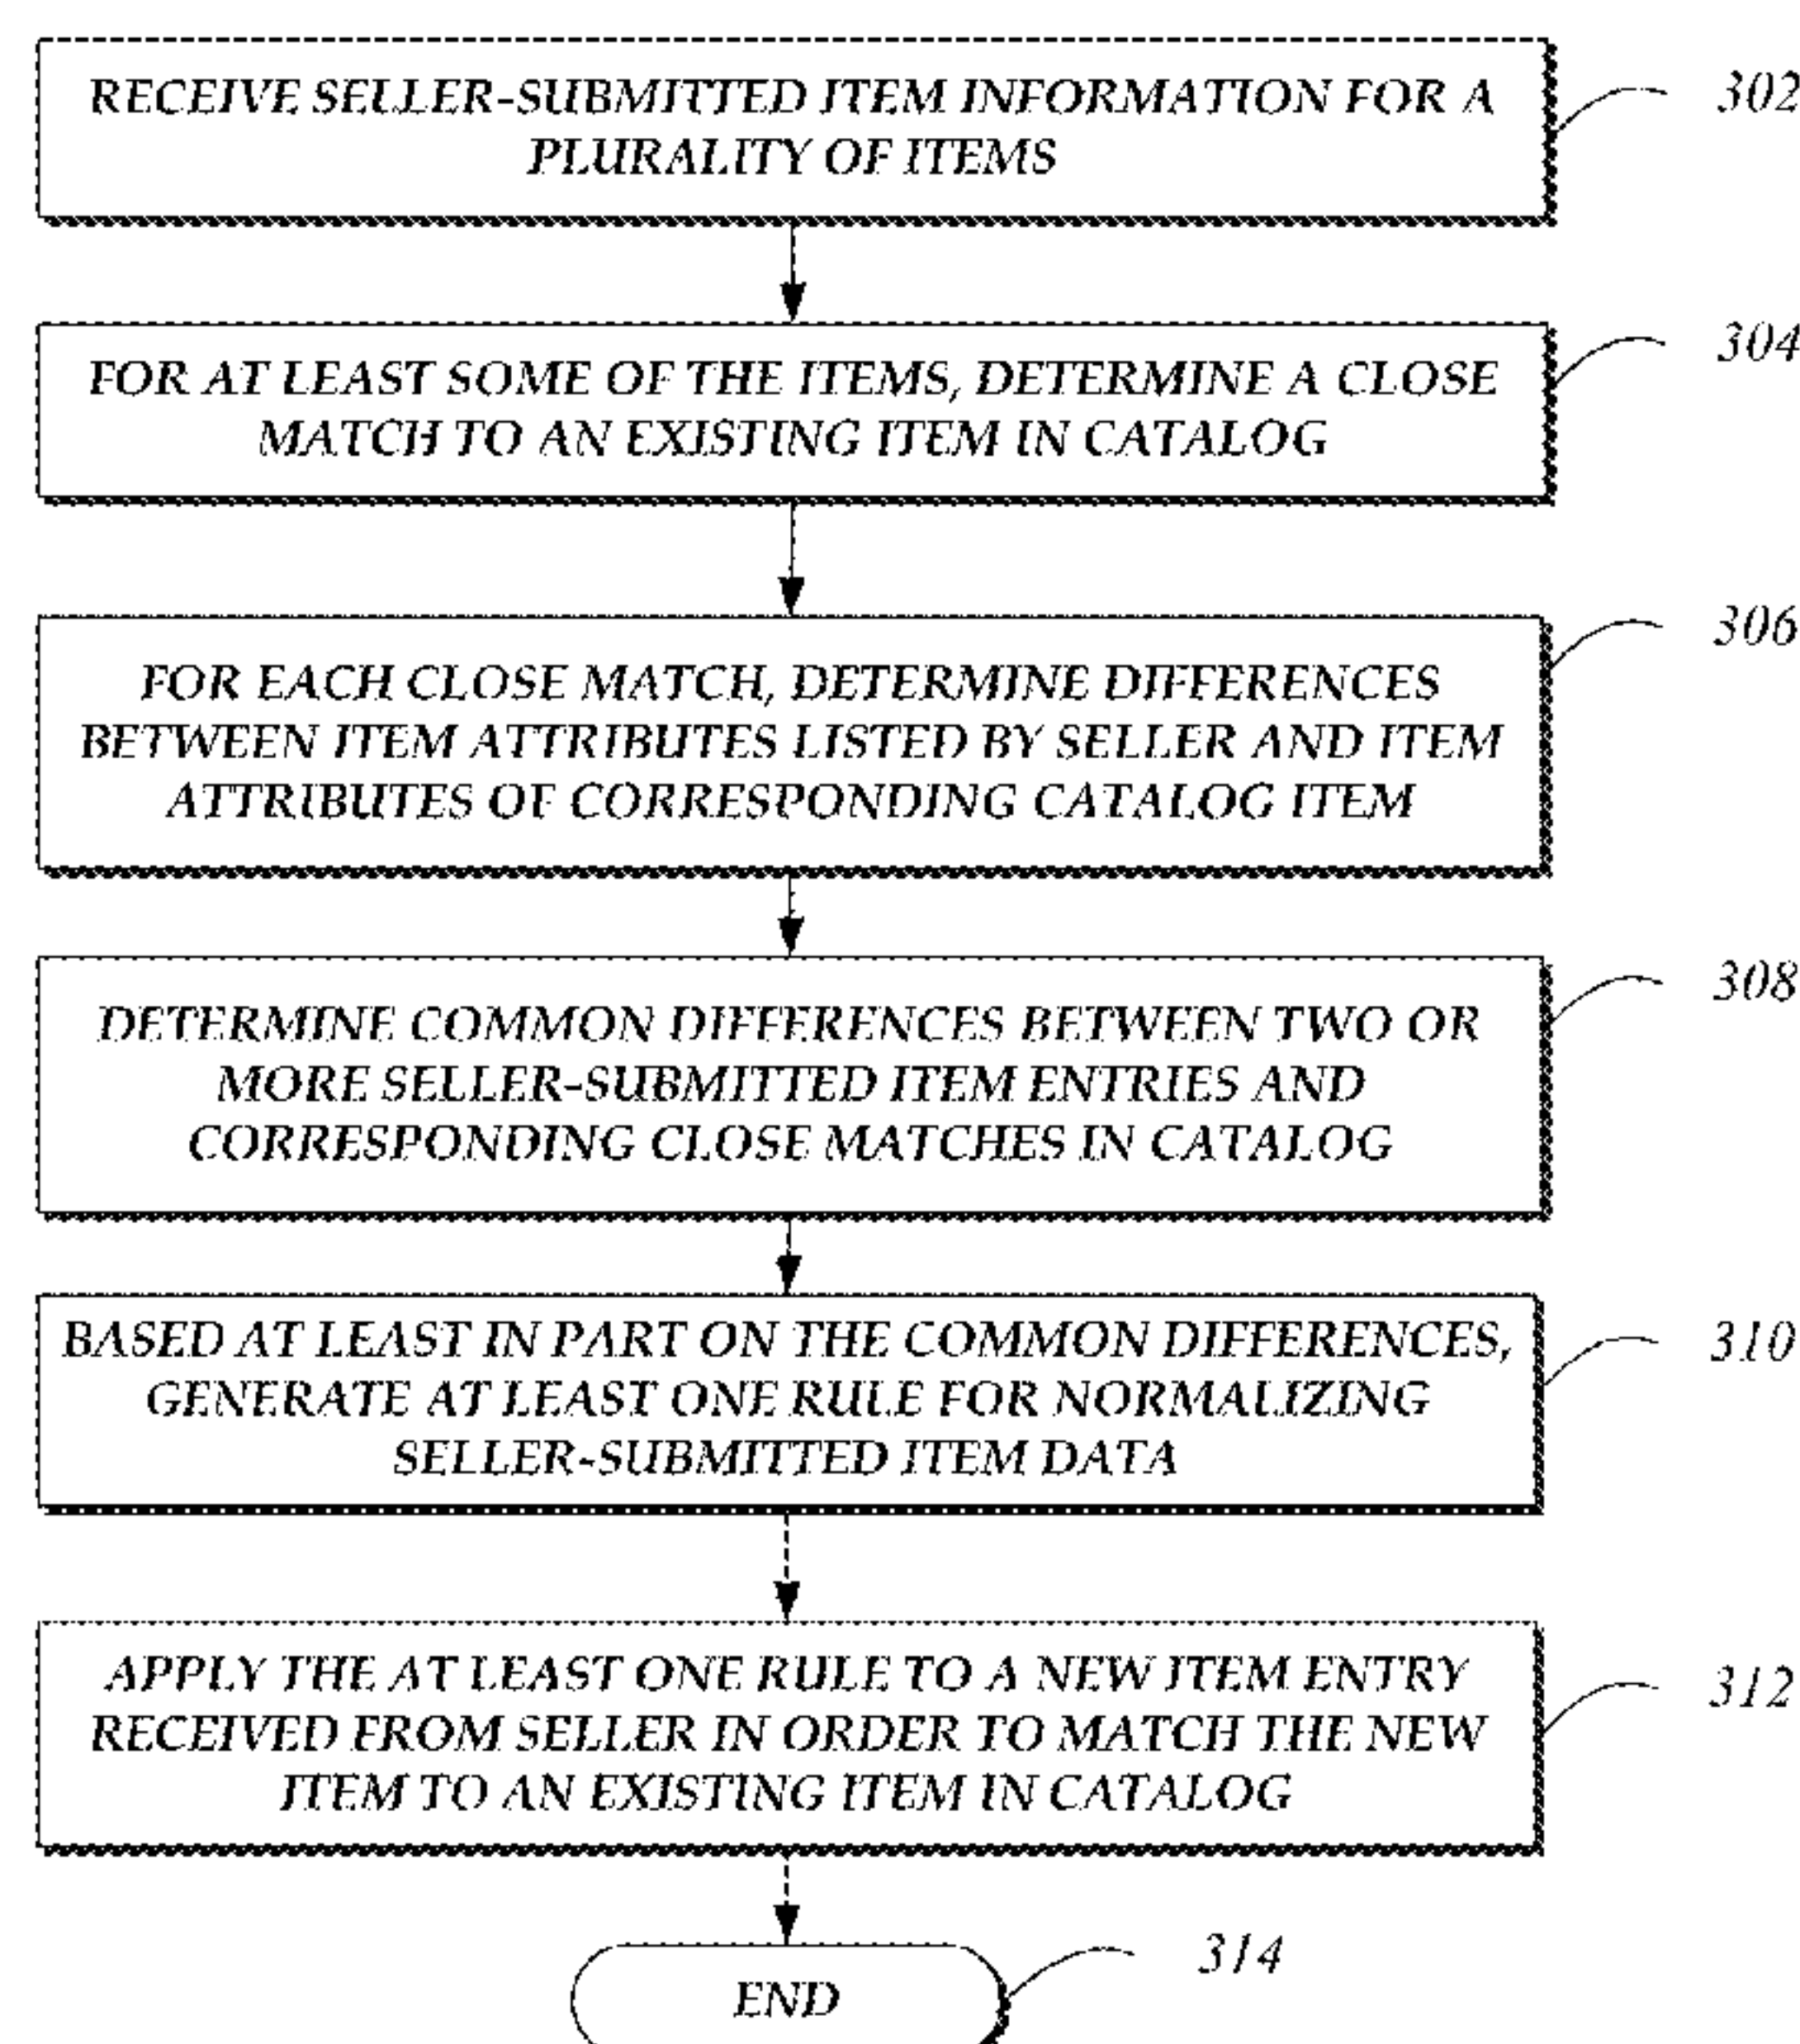 RECEIVE SELLER-SUBMITTED ITEM INFORMATION FOR A
PLURALITY OF ITEMS
302
FOR AT LEAST SOME OF THE ITEMS, DETERMINE A CLOSE
MATCH TO AN EXISTING ITEM IN CATALOG
304
FOR EACH CLOSE MATCH, DETERMINE DIFFERENCES
BETWEEN ITEM ATTRIBUTES LISTED BY SELLER AND ITEM
ATTRIBUTES OF CORRESPONDING CATALOG ITEM
306
DETERMINE COMMON DIFFERENCES BETWEEN TWO OR
MORE SELLER-SUBMITTED ITEM ENTRIES AND
CORRESPONDING CLOSE MATCHES IN CATALOG
308
BASED AT LEAST IN PART ON THE COMMON DIFFERENCES,
GENERATE AT LEAST ONE RULE FOR NORMALIZING
SELLER-SUBMITTED ITEM DATA
310
APPLY THE AT LEAST ONE RULE TO A NEW ITEM ENTRY
RECEIVED FROM SELLER IN ORDER TO MATCH THE NEW
ITEM TO AN EXISTING ITEM IN CATALOG
312
END
314